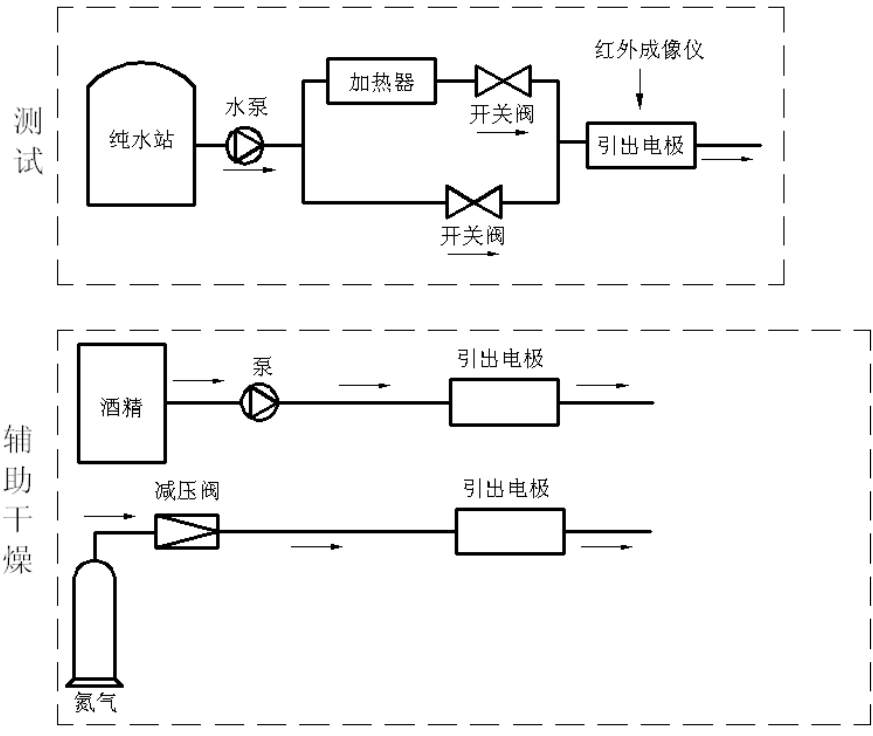 测试
纯水站
水泵
加热器
开关阀
开关阀
红外成像仪
引出电极
辅助干燥
酒精
泵
引出电极
减压阀
引出电极
氮气